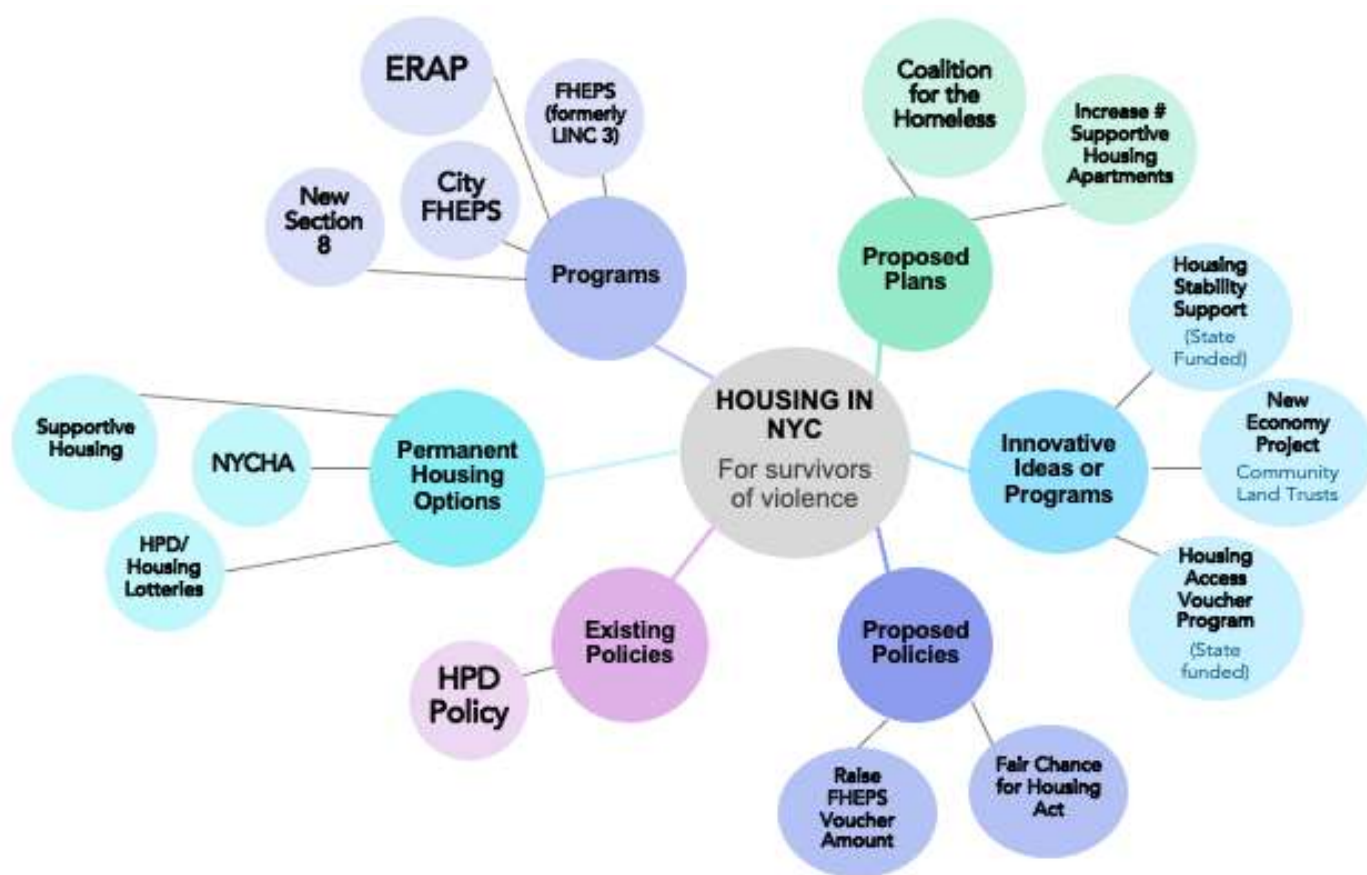 ERAP
FHEPS
(formerly
LINC 3)
New
Section
8
City
FHEPS
Programs
Coalition
for the
Homeless
Increase #
Supportive
Housing
Apartments
Proposed
Plans
Housing
Stability
Support
(State
Funded)
New
Economy
Project
Community
Land Trusts
Housing
Access
Voucher
Program
(State
funded)
Innovative
Ideas or
Programs
HOUSING IN
NYC
For survivors
of violence
Supportive
Housing
NYCHA
HPD/
Housing
Lotteries
Permanent
Housing
Options
Existing
Policies
HPD
Policy
Proposed
Policies
Raise
FHEPS
Voucher
Amount
Fair Chance
for Housing
Act